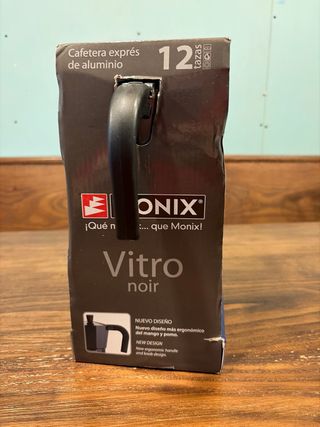 Cafetera exprés
de aluminio
12
tazas
MONIX®
¡Qué m... que Monix!
Vitro
noir
NUEVO DISEÑO
Nuevo diseño más ergonómico
del mango y pomo.
NEW DESIGN
New ergonomic handle
and knob design.